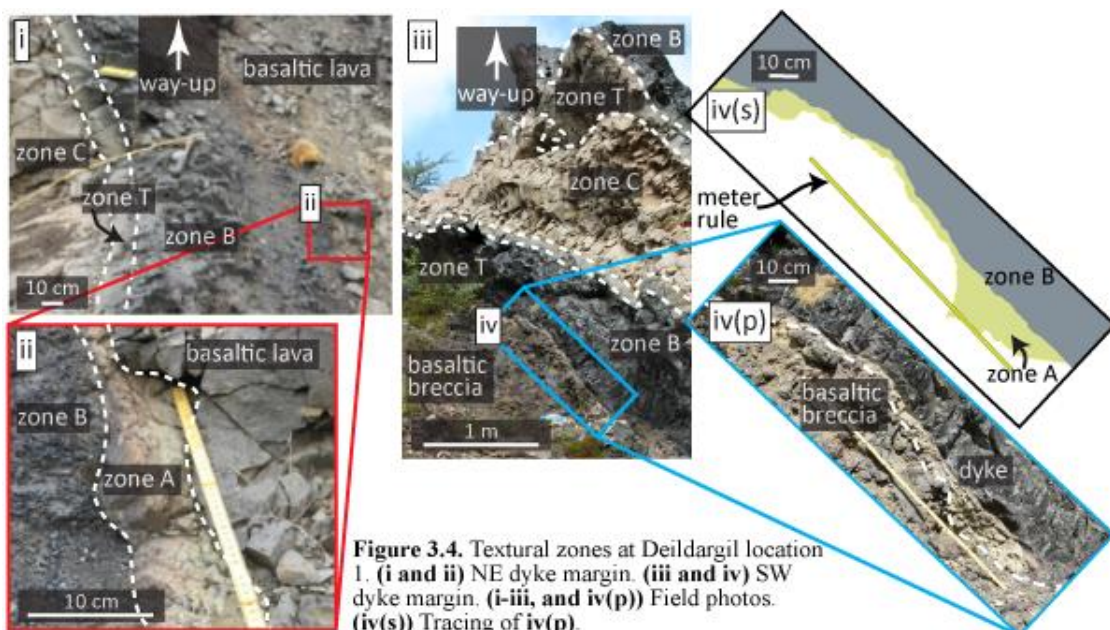 i
way-up
basaltic lava
zone C
zone T
zone B
ii
10 cm
ii
basaltic lava
zone B
zone A
10 cm
iii
zone B
way-up
zone T
zone C
zone T
iv
zone B
basaltic
breccia
1 m
10 cm
iv(s)
meter
rule
zone B
zone A
10 cm
iv(p)
basaltic
breccia
dyke
Figure 3.4. Textural zones at Deildargil location
1. (i and ii) NE dyke margin. (iii and iv) SW
dyke margin. (i-iii, and iv(p)) Field photos.
(iv(s)) Tracing of iv(p).